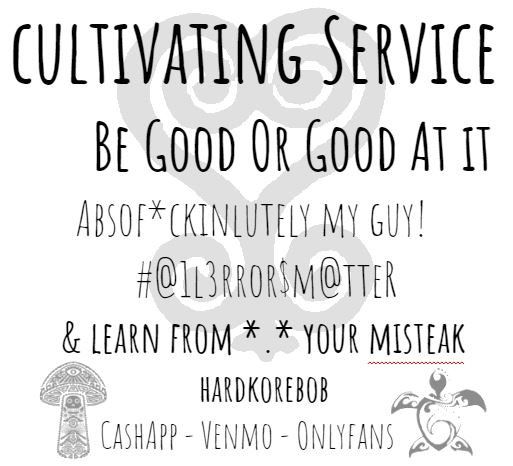 cultivating Service
Be Good Or Good At it
Absof*ckinlutely my guy!
#@1l3rror$m@tteR
& learn from *.* your misteak
hardkorebob
CashApp - Venmo - Onlyfans